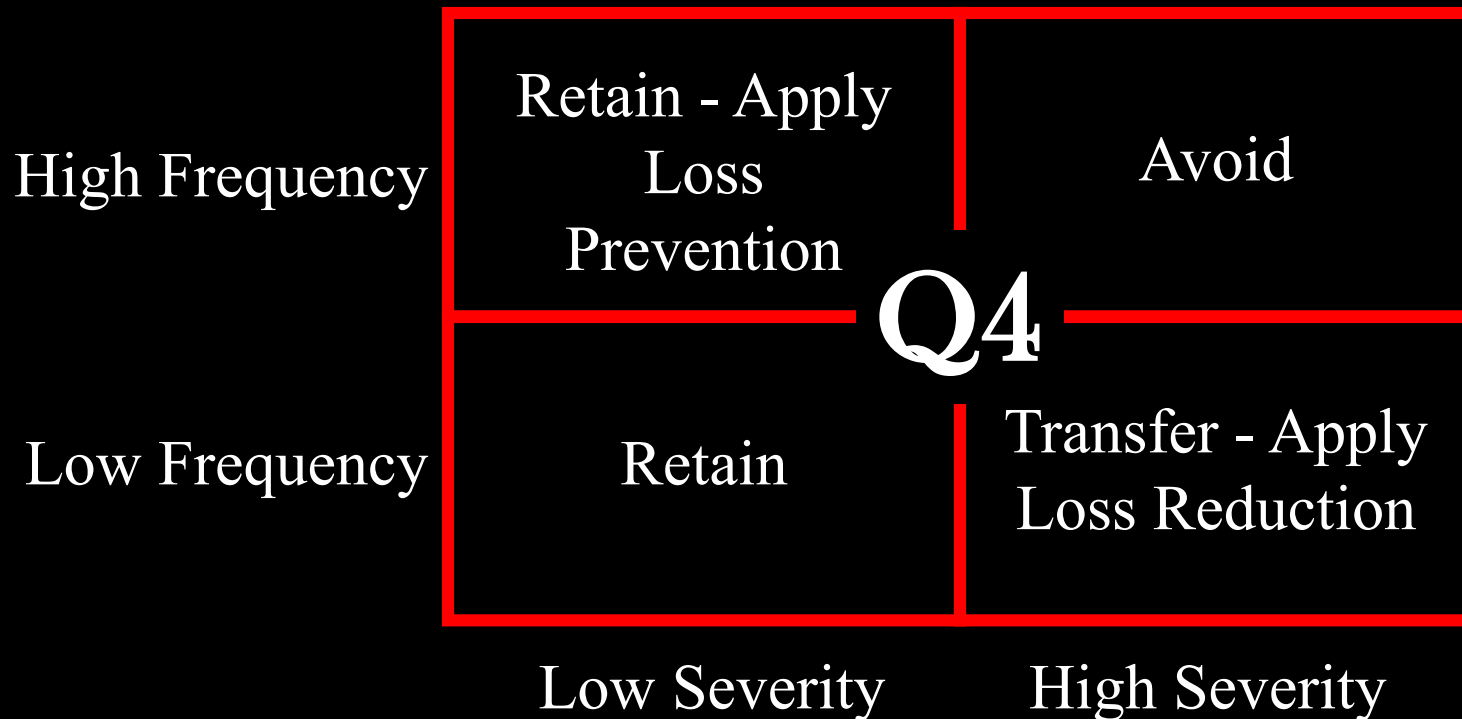 Retain - Apply
Loss
Prevention
Avoid
High Frequency
Q4
Low Frequency
Retain
Transfer - Apply
Loss Reduction
Low Severity
High Severity